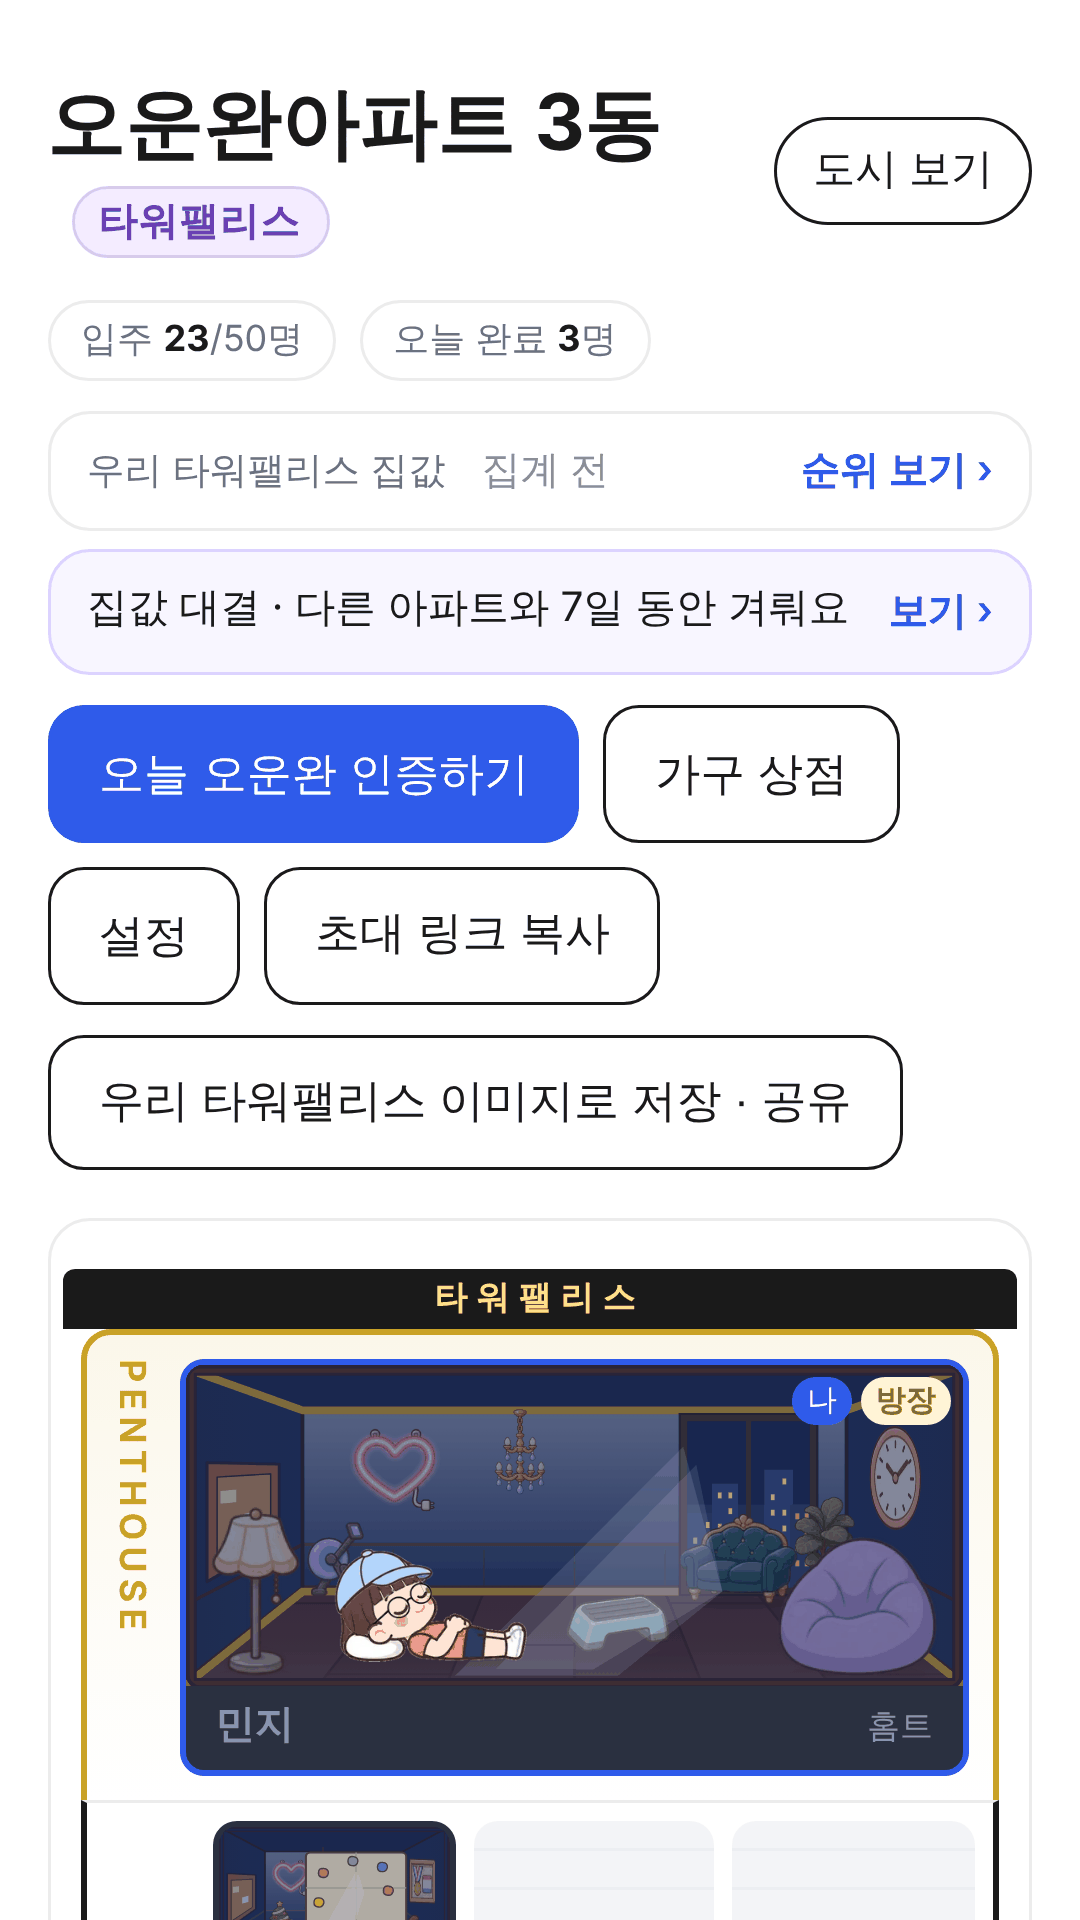 오운완아파트 3동
타워팰리스
도시 보기
입주 23/50명
오늘 완료 3명
우리 타워팰리스 집값 집계 전 순위 보기 ›
집값 대결 · 다른 아파트와 7일 동안 겨뤄요 보기 ›
오늘 오운완 인증하기
가구 상점
설정
초대 링크 복사
우리 타워팰리스 이미지로 저장 · 공유
타워팰리스
PENTHOUSE
나
방장
민지
홈트